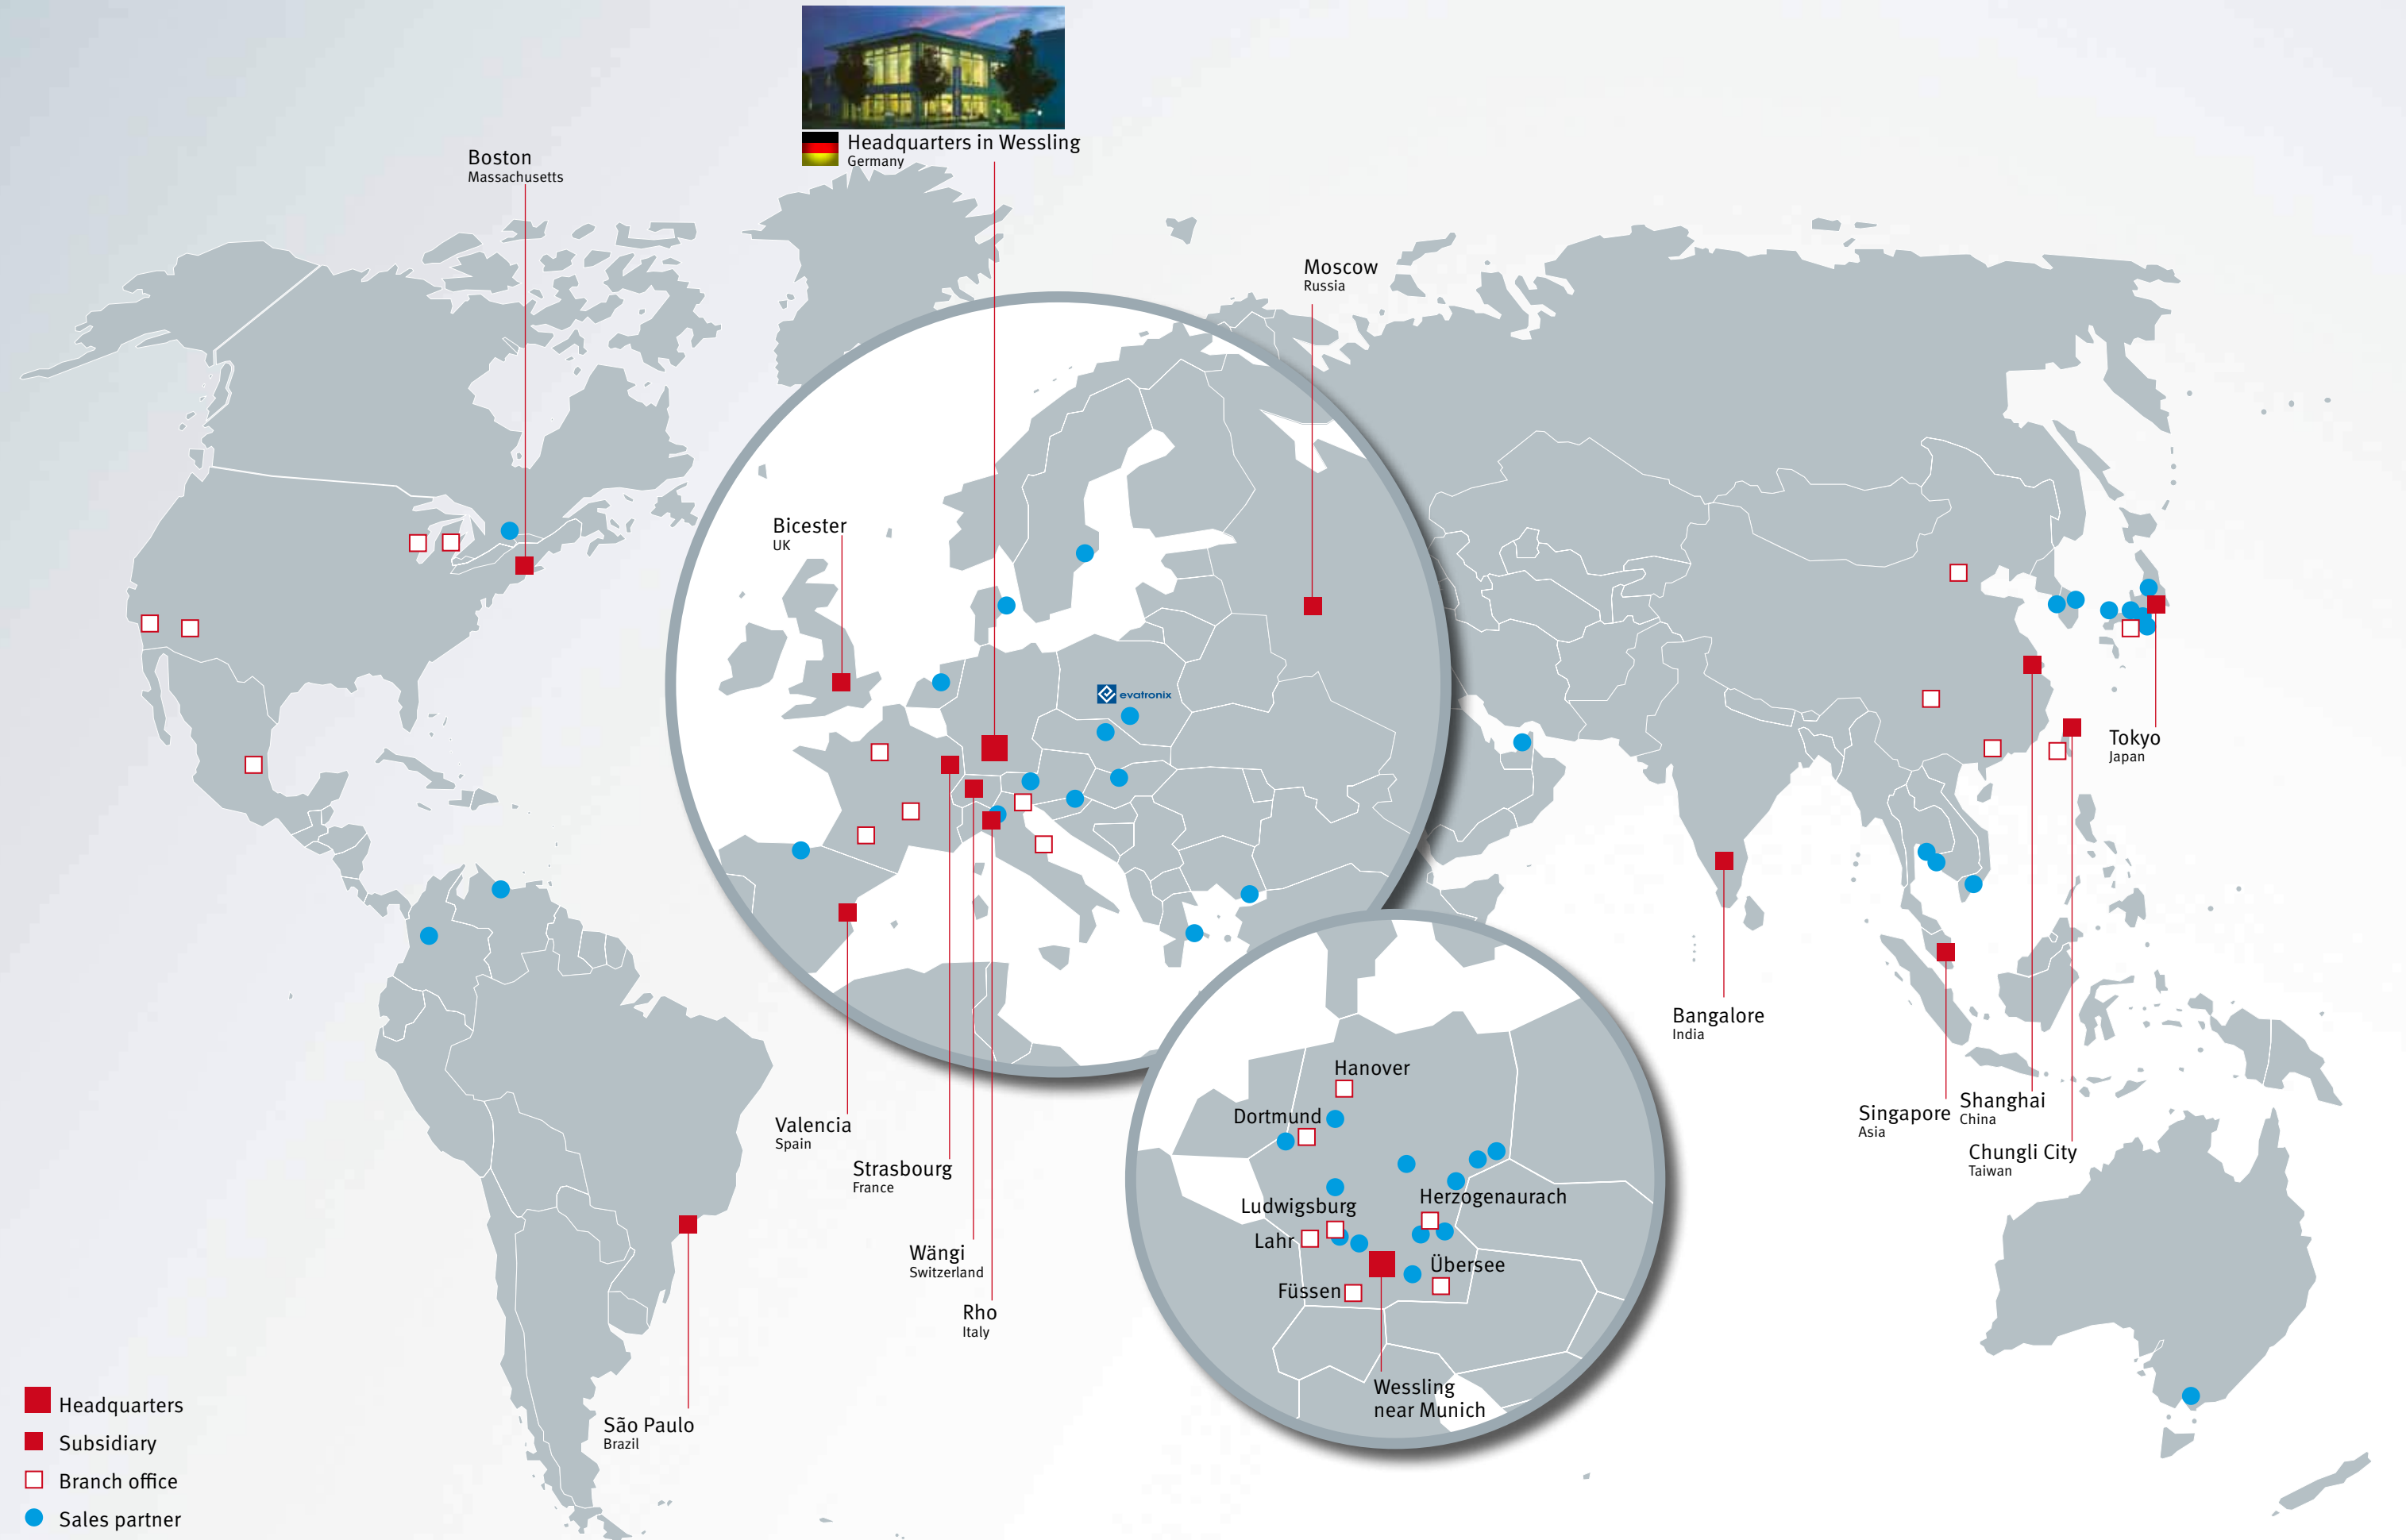 Headquarters in Wessling
Germany
Boston
Massachusetts
Moscow
Russia
Bicester
UK
evatronix
Tokyo
Japan
Bangalore
India
Singapore
Asia
Shanghai
China
Chungli City
Taiwan
Valencia
Spain
Strasbourg
France
Wängi
Switzerland
Rho
Italy
São Paulo
Brazil
Hanover
Dortmund
Ludwigsburg
Herzogenaurach
Lahr
Übersee
Füssen
Wessling
near Munich
Headquarters
Subsidiary
Branch office
Sales partner